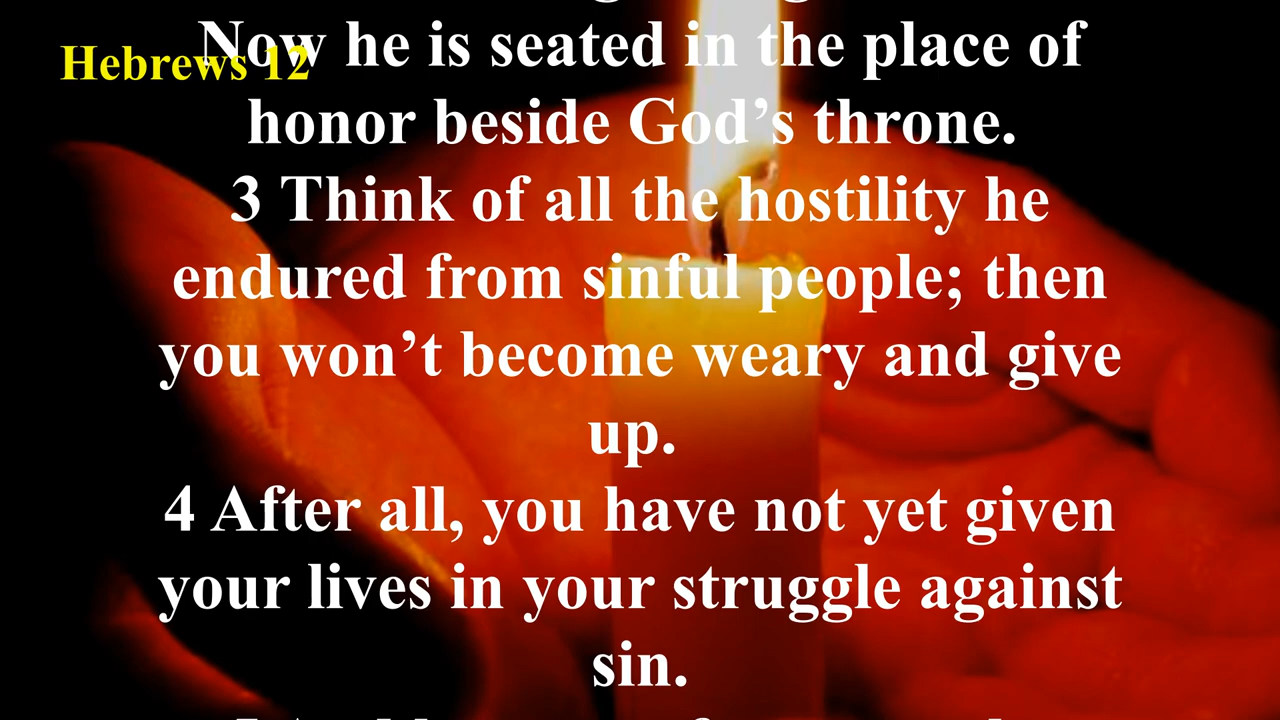 Hebrews 12
Now he is seated in the place of
honor beside God’s throne.
3 Think of all the hostility he
endured from sinful people; then
you won’t become weary and give
up.
4 After all, you have not yet given
your lives in your struggle against
sin.